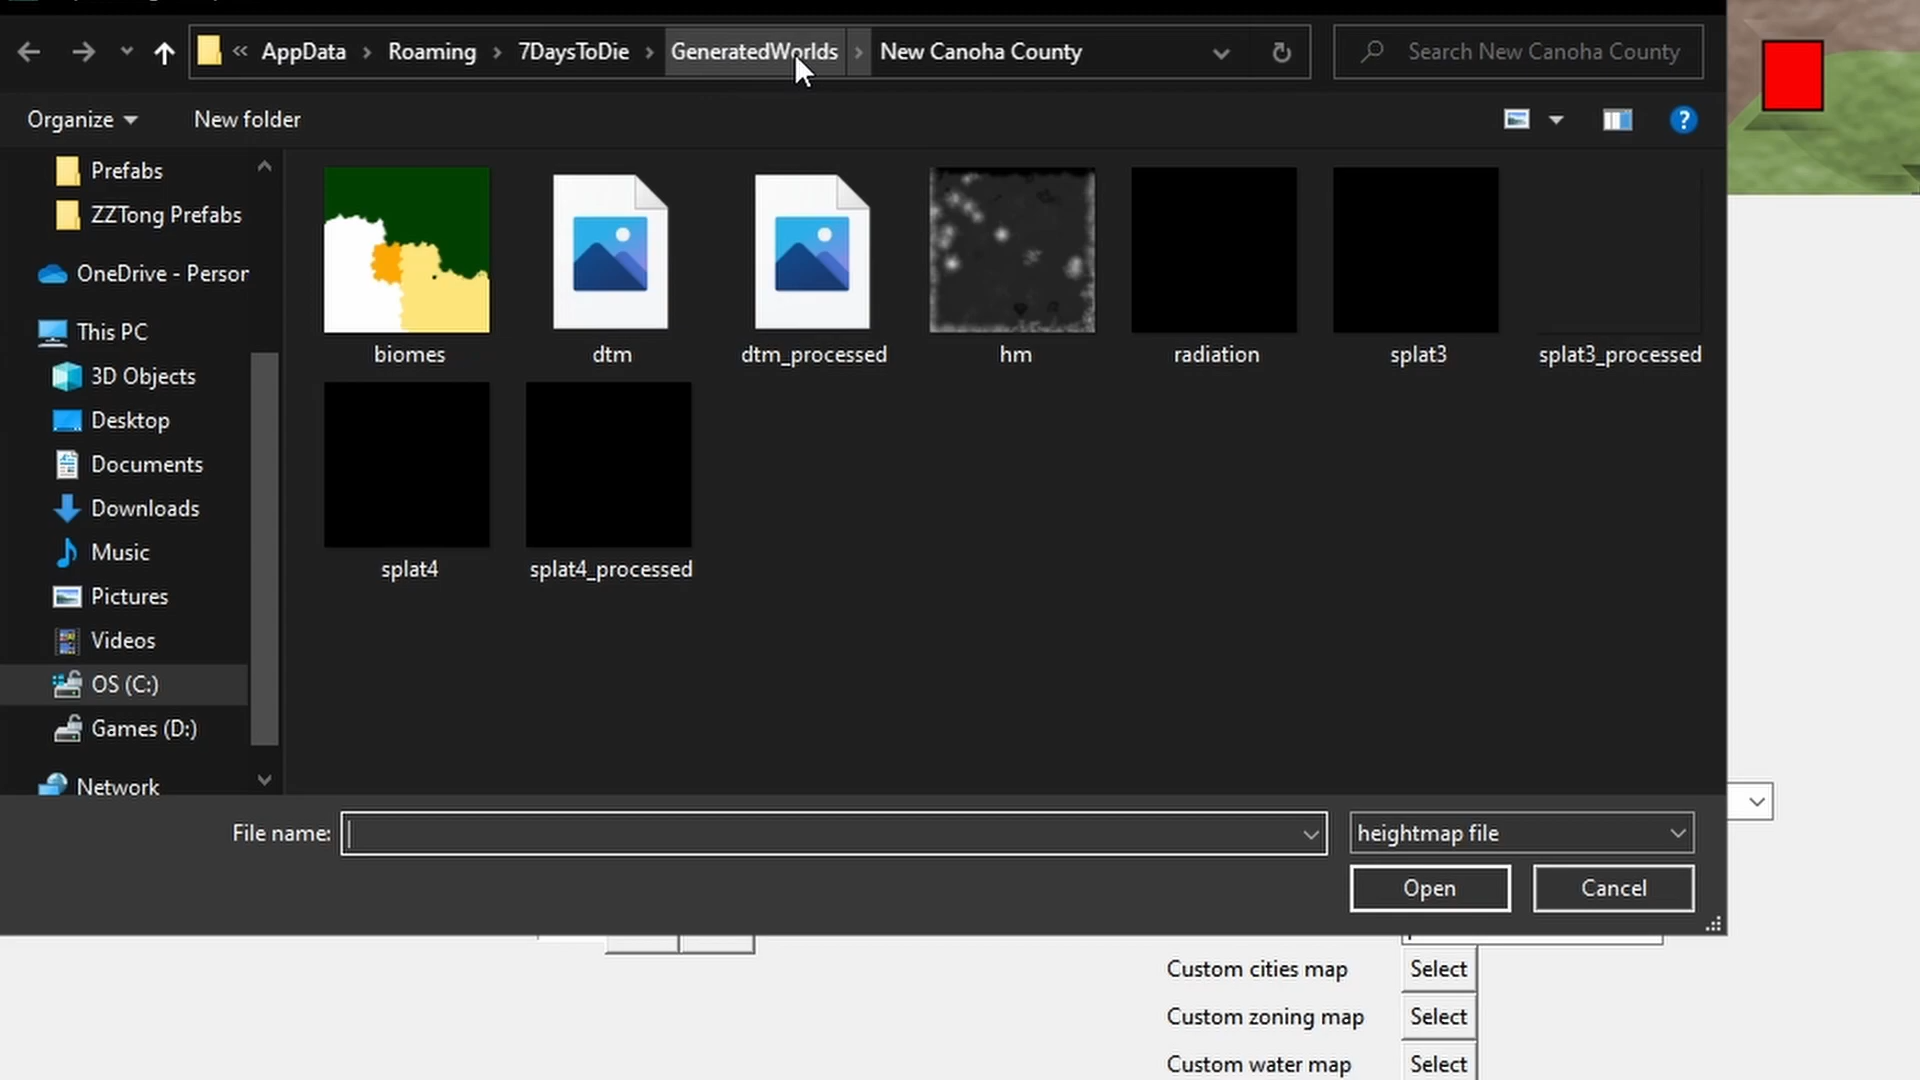 « AppData > Roaming > 7DaysToDie > GeneratedWorlds > New Canoha County
Search New Canoha County
Organize
New folder
Prefabs
ZZTong Prefabs
OneDrive - Person
This PC
3D Objects
Desktop
Documents
Downloads
Music
Pictures
Videos
OS (C:)
Games (D:)
Network
biomes
dtm
dtm_processed
hm
radiation
splat3
splat3_processed
splat4
splat4_processed
File name:
heightmap file
Open
Cancel
Custom cities map Select
Custom zoning map Select
Custom water map Select